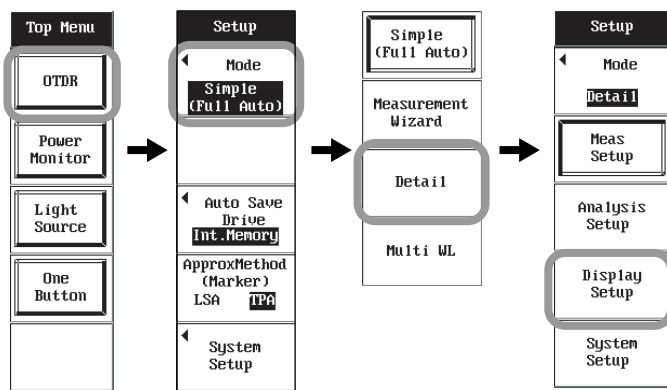 Top Menu
OTDR
Power
Monitor
Light
Source
One
Button
Setup
Mode
Simple
(Full Auto)
Auto Save
Drive
Int.Memory
ApproxMethod
(Marker)
LSA TPA
System
Setup
Simple
(Full Auto)
Measurement
Wizard
Detail
Multi WL
Setup
Mode
Detail
Meas
Setup
Analysis
Setup
Display
Setup
System
Setup